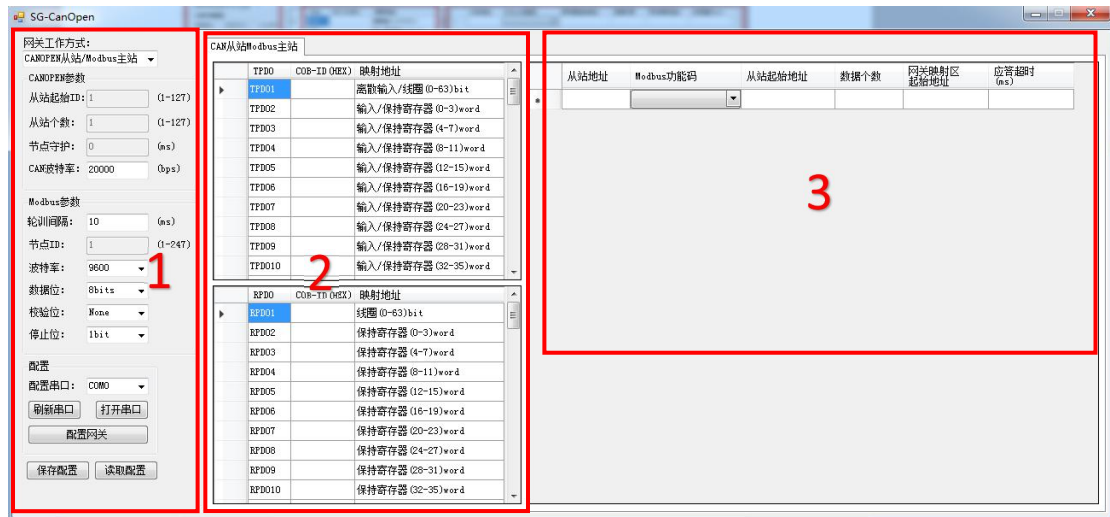 SG-CanOpen
网关工作方式:
CANOPEN从站/Modbus主站
CANOPEN参数
从站起始ID: 1 (1-127)
从站个数: 1 (1-127)
节点守护: 0 (ms)
CAN波特率: 20000 (bps)
Modbus参数
轮训间隔: 10 (ms)
节点ID: 1 (1-247)
波特率: 9600
数据位: 8bits
校验位: None
停止位: 1bit
配置
配置串口: COM0
刷新串口 打开串口
配置网关
保存配置 读取配置
1
CAN从站Modbus主站
TPDO COB-ID(HEX) 映射地址
TPDO1 离散输入/线圈(0-63)bit
TPDO2 输入/保持寄存器(0-3)word
TPDO3 输入/保持寄存器(4-7)word
TPDO4 输入/保持寄存器(8-11)word
TPDO5 输入/保持寄存器(12-15)word
TPDO6 输入/保持寄存器(16-19)word
TPDO7 输入/保持寄存器(20-23)word
TPDO8 输入/保持寄存器(24-27)word
TPDO9 输入/保持寄存器(28-31)word
TPDO10 输入/保持寄存器(32-35)word
2
RPDO COB-ID(HEX) 映射地址
RPDO1 线圈(0-63)bit
RPDO2 保持寄存器(0-3)word
RPDO3 保持寄存器(4-7)word
RPDO4 保持寄存器(8-11)word
RPDO5 保持寄存器(12-15)word
RPDO6 保持寄存器(16-19)word
RPDO7 保持寄存器(20-23)word
RPDO8 保持寄存器(24-27)word
RPDO9 保持寄存器(28-31)word
RPDO10 保持寄存器(32-35)word
从站地址 Modbus功能码 从站起始地址 数据个数 网关映射区起始地址 应答超时(ms)
3